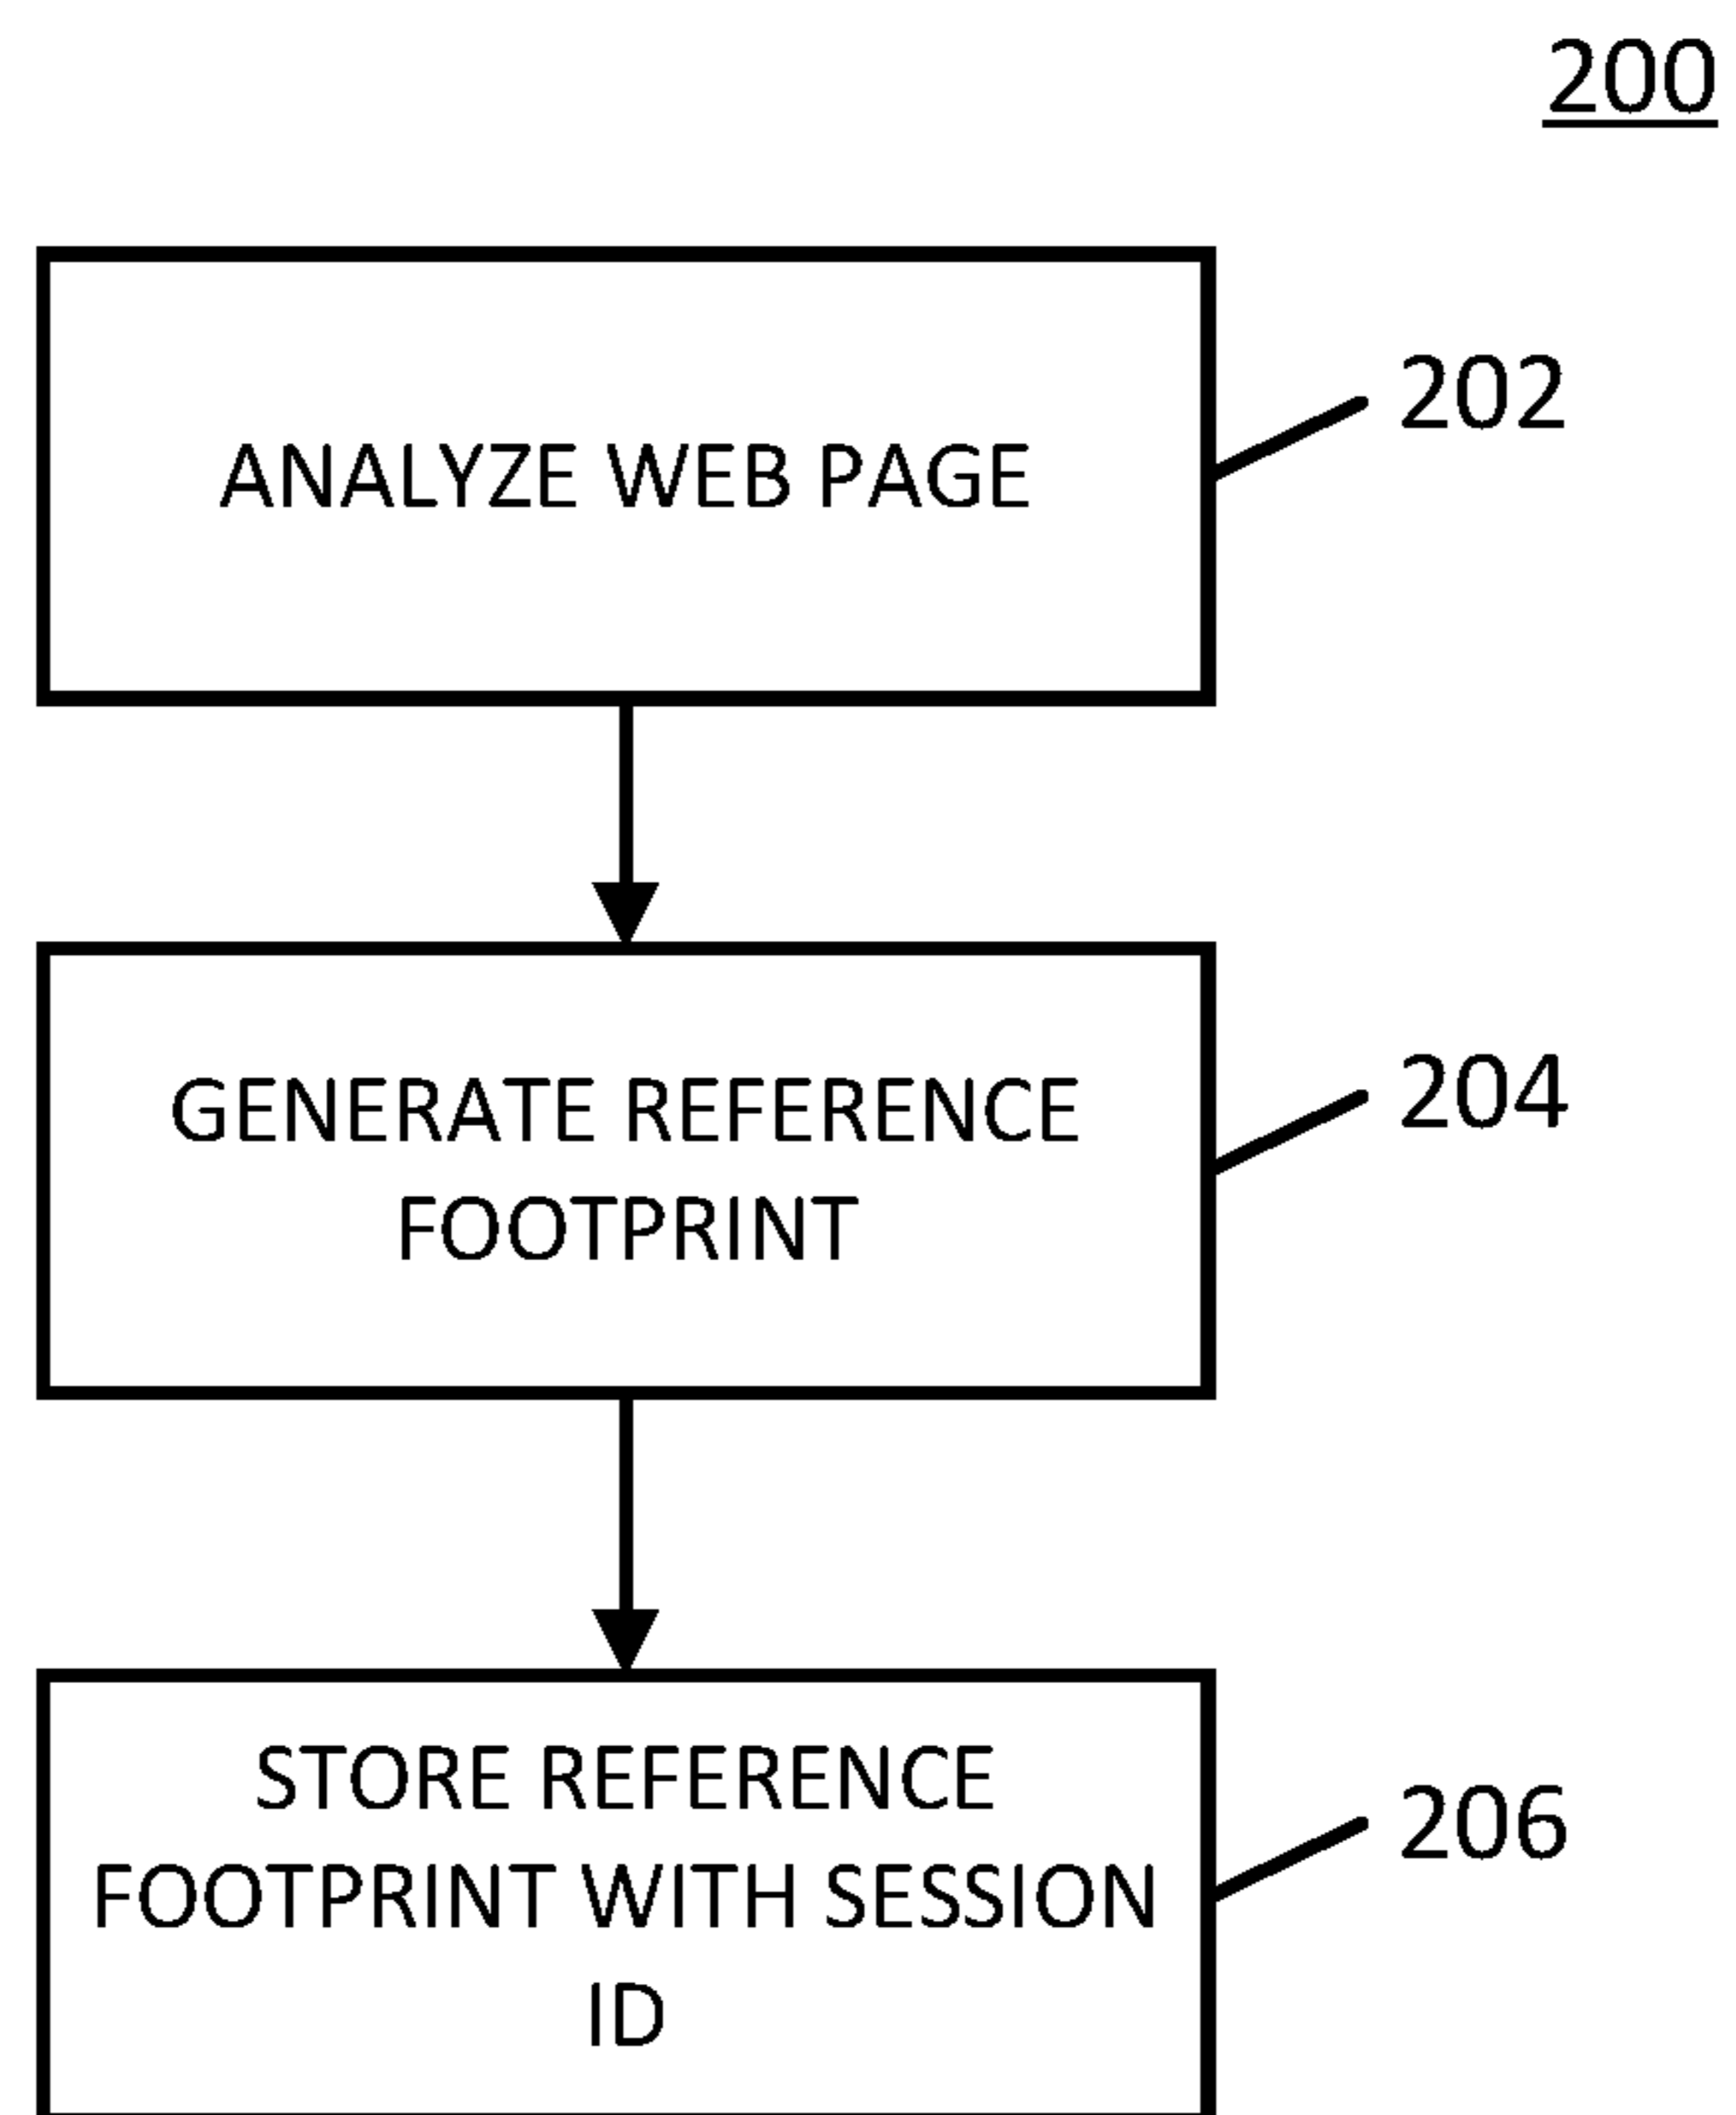 200
ANALYZE WEB PAGE
202
GENERATE REFERENCE
FOOTPRINT
204
STORE REFERENCE
FOOTPRINT WITH SESSION
ID
206